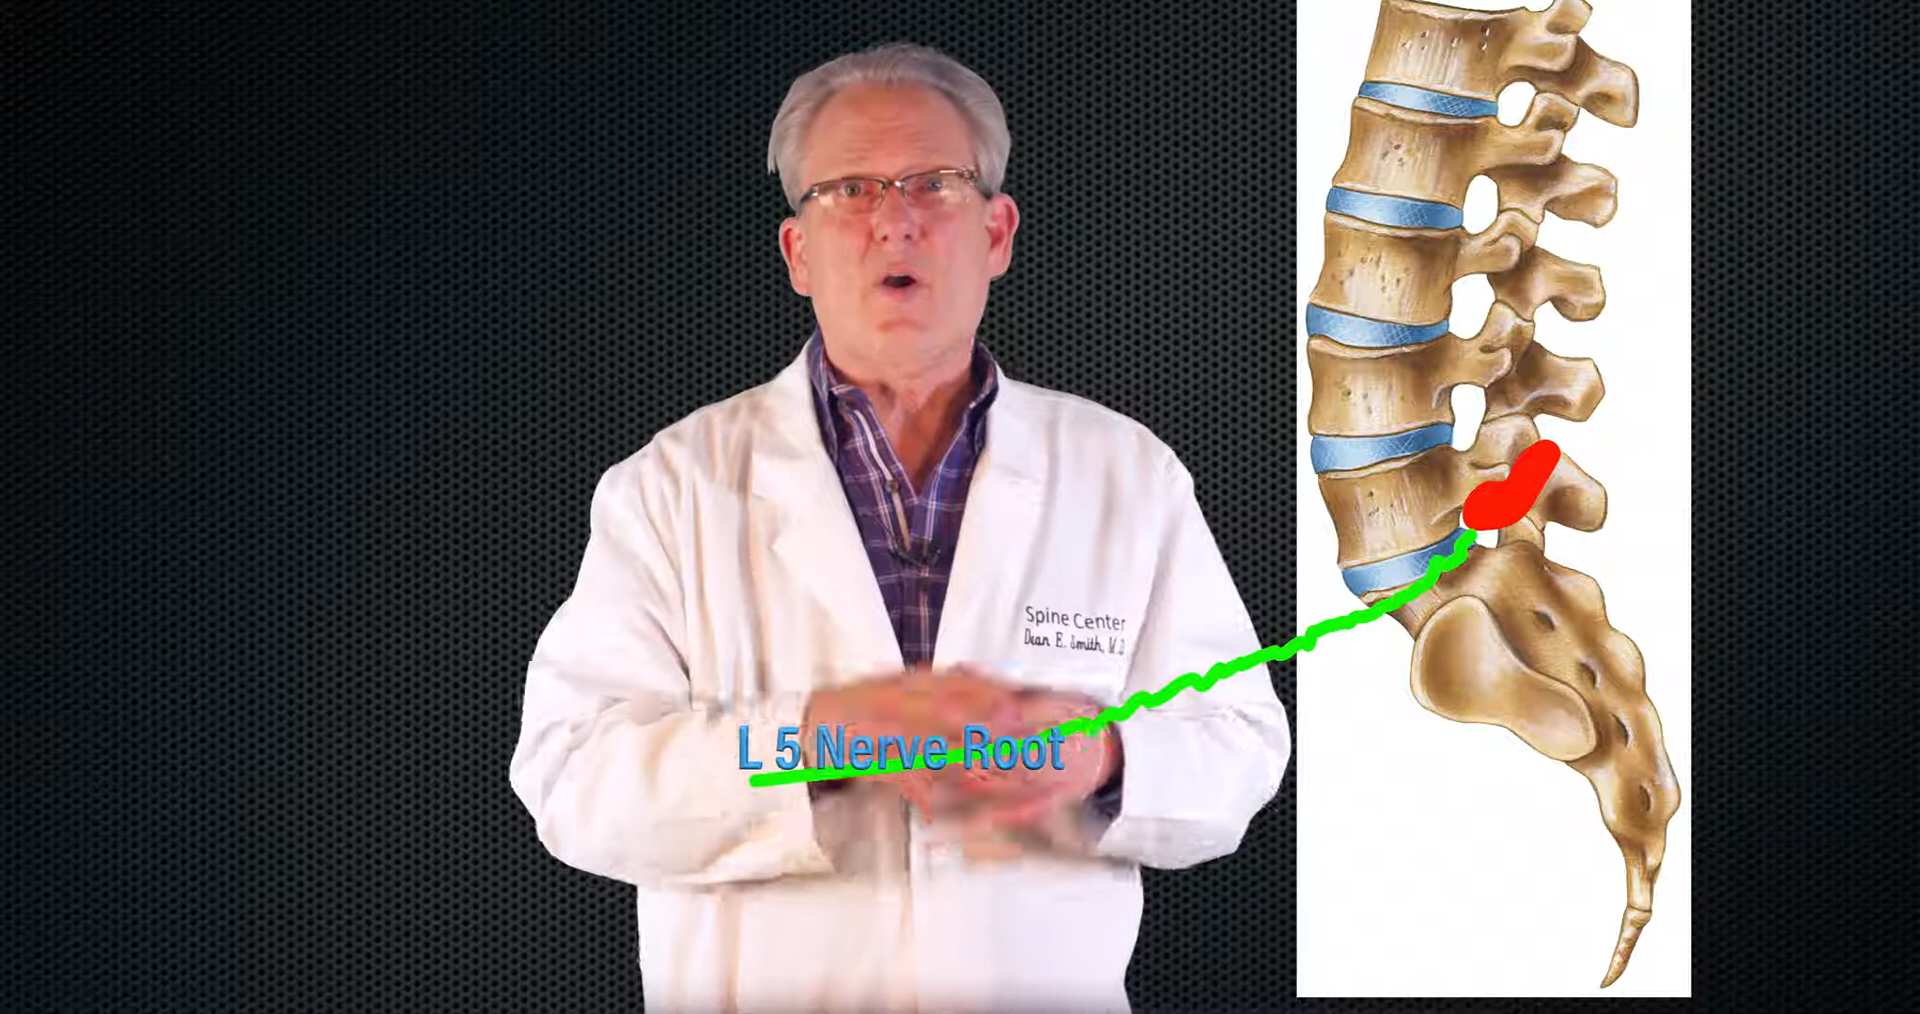 Spine Center
Dean E. Smith, M.D.
L 5 Nerve Root